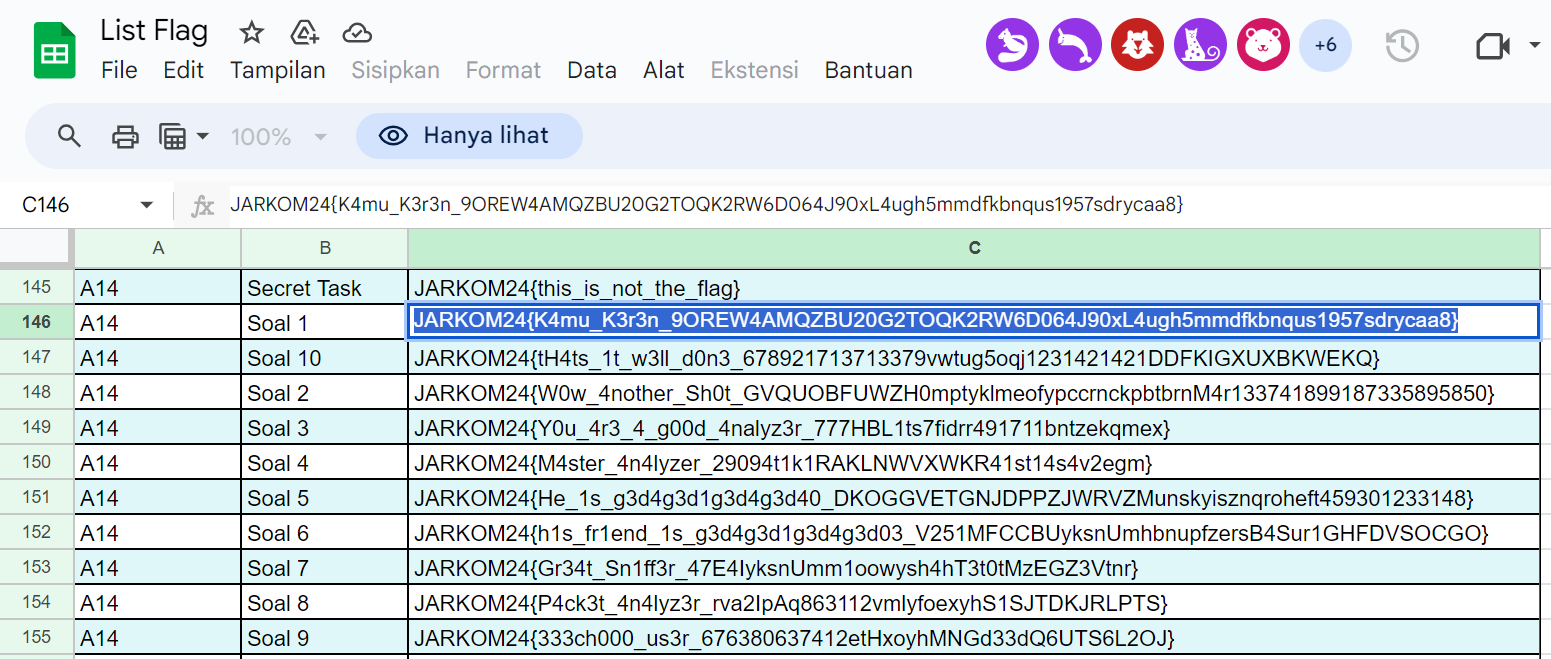 List Flag
File Edit Tampilan Sisipkan Format Data Alat Ekstensi Bantuan
+6
100% Hanya lihat
C146 fx JARKOM24{K4mu_K3r3n_9OREW4AMQZBU20G2TOQK2RW6D064J90xL4ugh5mmdfkbnqus1957sdrycaa8}
A B C
145 A14 Secret Task JARKOM24{this_is_not_the_flag}
146 A14 Soal 1 JARKOM24{K4mu_K3r3n_9OREW4AMQZBU20G2TOQK2RW6D064J90xL4ugh5mmdfkbnqus1957sdrycaa8}
147 A14 Soal 10 JARKOM24{tH4ts_1t_w3ll_d0n3_678921713713379vwtug5oqj1231421421DDFKIGXUXBKWEKQ}
148 A14 Soal 2 JARKOM24{W0w_4nother_Sh0t_GVQUOBFUWZH0mptyklmeofypccrnckpbtbrnM4r133741899187335895850}
149 A14 Soal 3 JARKOM24{Y0u_4r3_4_g00d_4nalyz3r_777HBL1ts7fidrr491711bntzekqmex}
150 A14 Soal 4 JARKOM24{M4ster_4n4lyzer_29094t1k1RAKLNWVXWKR41st14s4v2egm}
151 A14 Soal 5 JARKOM24{He_1s_g3d4g3d1g3d4g3d40_DKOGGVETGNJDPPZJWRVZMunskyisznqroheft459301233148}
152 A14 Soal 6 JARKOM24{h1s_fr1end_1s_g3d4g3d1g3d4g3d03_V251MFCCBUyksnUmhbnupfzersB4Sur1GHFDVSOCGO}
153 A14 Soal 7 JARKOM24{Gr34t_Sn1ff3r_47E4IyksnUmm1oowysh4hT3t0tMzEGZ3Vtnr}
154 A14 Soal 8 JARKOM24{P4ck3t_4n4lyz3r_rva2IpAq863112vmlyfoexyhS1SJTDKJRLPTS}
155 A14 Soal 9 JARKOM24{333ch000_us3r_676380637412etHxoyhMNGd33dQ6UTS6L2OJ}